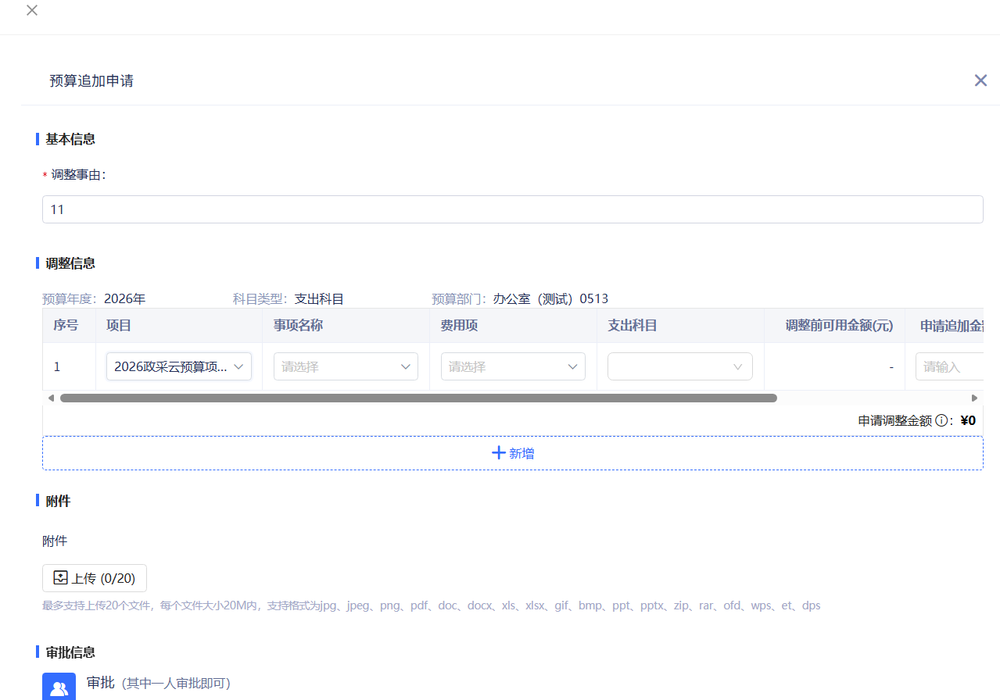 预算追加申请
基本信息
* 调整事由：
11
调整信息
预算年度：2026年 科目类型：支出科目 预算部门：办公室（测试）0513
序号 项目 事项名称 费用项 支出科目 调整前可用金额(元) 申请追加金
1 2026政采云预算项... 请选择 请选择 - 请输入
申请调整金额：¥0
新增
附件
附件
上传 (0/20)
最多支持上传20个文件，每个文件大小20M内，支持格式为jpg、jpeg、png、pdf、doc、docx、xls、xlsx、gif、bmp、ppt、pptx、zip、rar、ofd、wps、et、dps
审批信息
审批（其中一人审批即可）